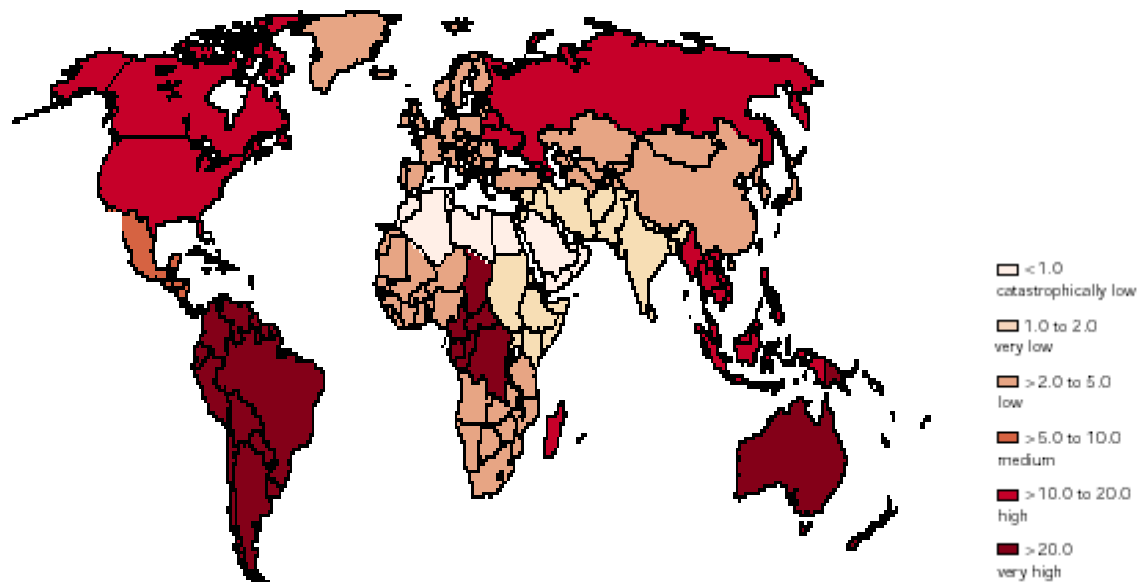 < 1.0
catastrophically low
1.0 to 2.0
very low
>2.0 to 5.0
low
>5.0 to 10.0
medium
>10.0 to 20.0
high
>20.0
very high